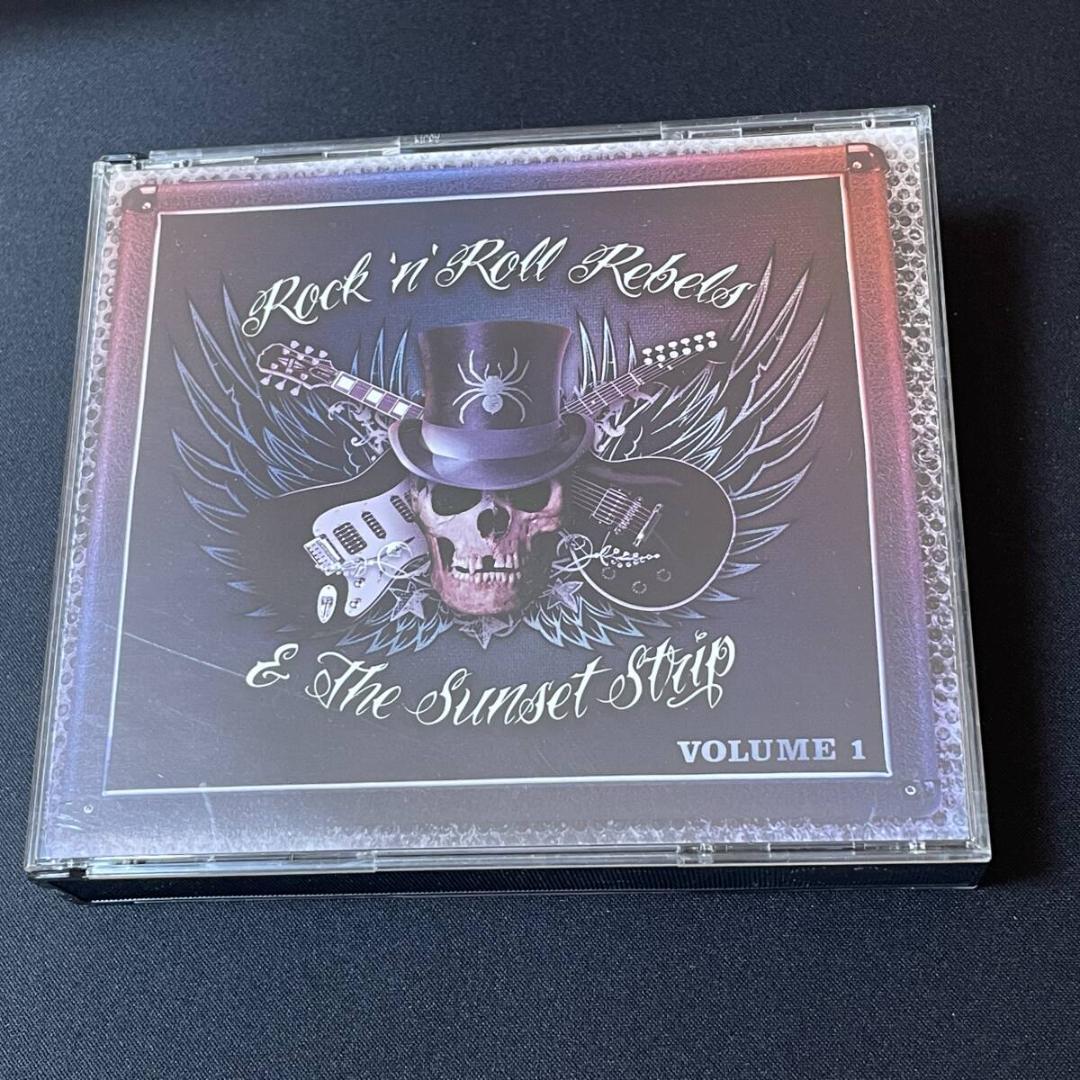 Rock 'n' Roll Rebels
& The Sunset Strip
VOLUME 1